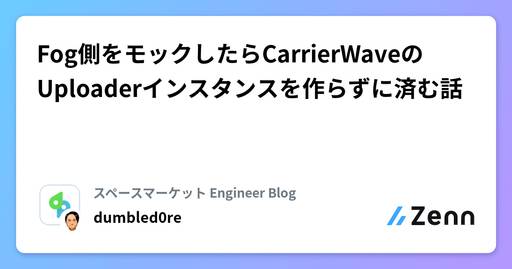 Fog側をモックしたらCarrierWaveの
Uploaderインスタンスを作らずに済む話
スペースマーケット Engineer Blog
dumbled0re
Zenn